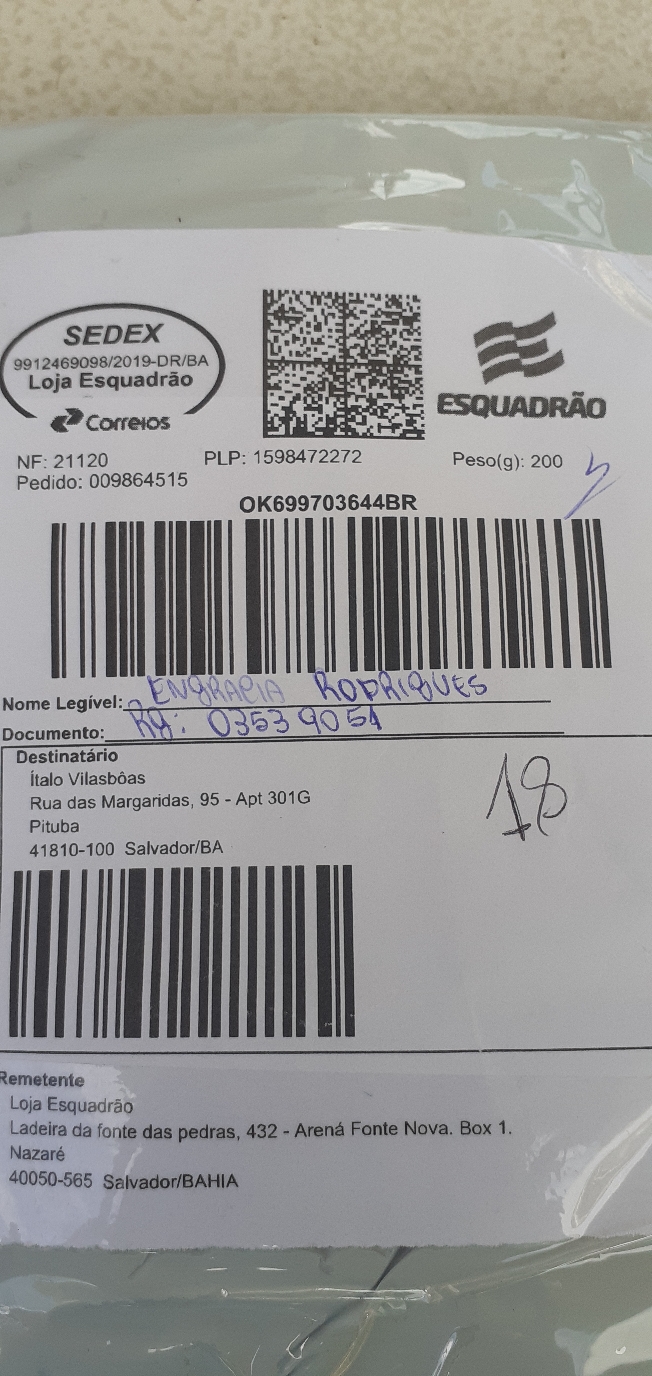 SEDEX
9912469098/2019-DR/BA
Loja Esquadrão
Correios
ESQUADRÃO
NF: 21120
PLP: 1598472272
Peso(g): 200
Pedido: 009864515
OK699703644BR
Nome Legível: ENGRAPIA RODRIGUES
Documento: Rg: 03539051
Destinatário
Ítalo Vilasbôas
Rua das Margaridas, 95 - Apt 301G
Pituba
41810-100 Salvador/BA
18
Remetente
Loja Esquadrão
Ladeira da fonte das pedras, 432 - Arená Fonte Nova. Box 1.
Nazaré
40050-565 Salvador/BAHIA